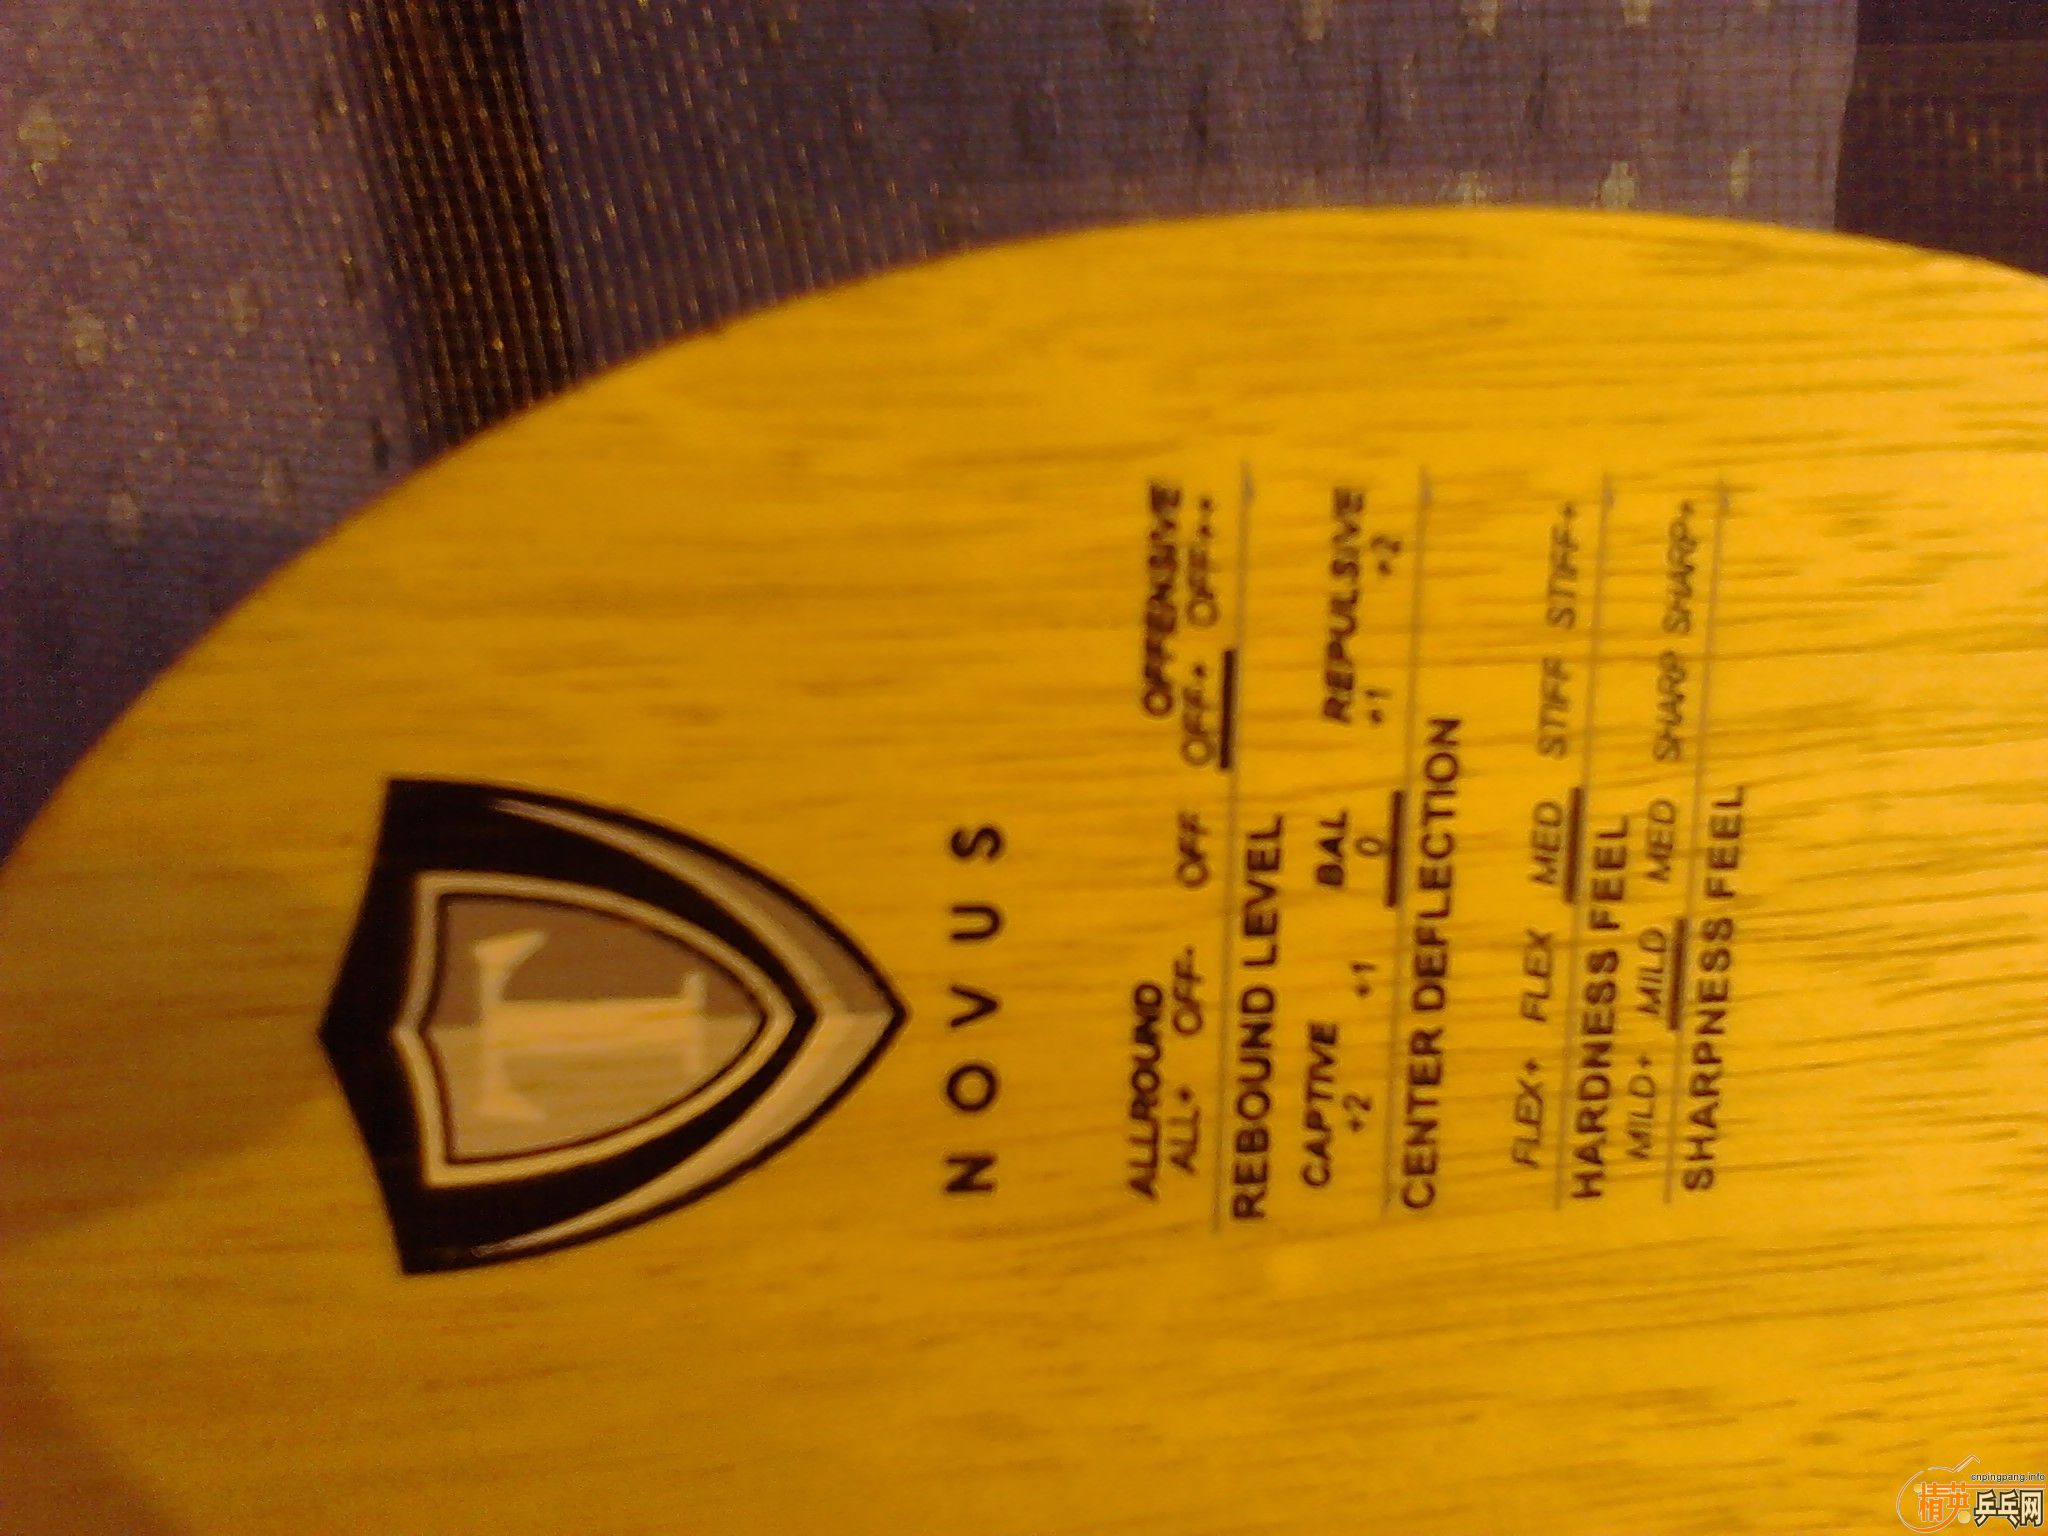 T
NOVUS
ALLROUND OFFENSIVE
ALL+ OFF- OFF OFF+ OFF++
REBOUND LEVEL
CAPTIVE BAL REPULSIVE
+2 +1 0 +1 +2
CENTER DEFLECTION
FLEX+ FLEX MED STIFF STIFF+
HARDNESS FEEL
MILD+ MILD MED SHARP SHARP+
SHARPNESS FEEL
cnpingpang.info
精英乒乓网